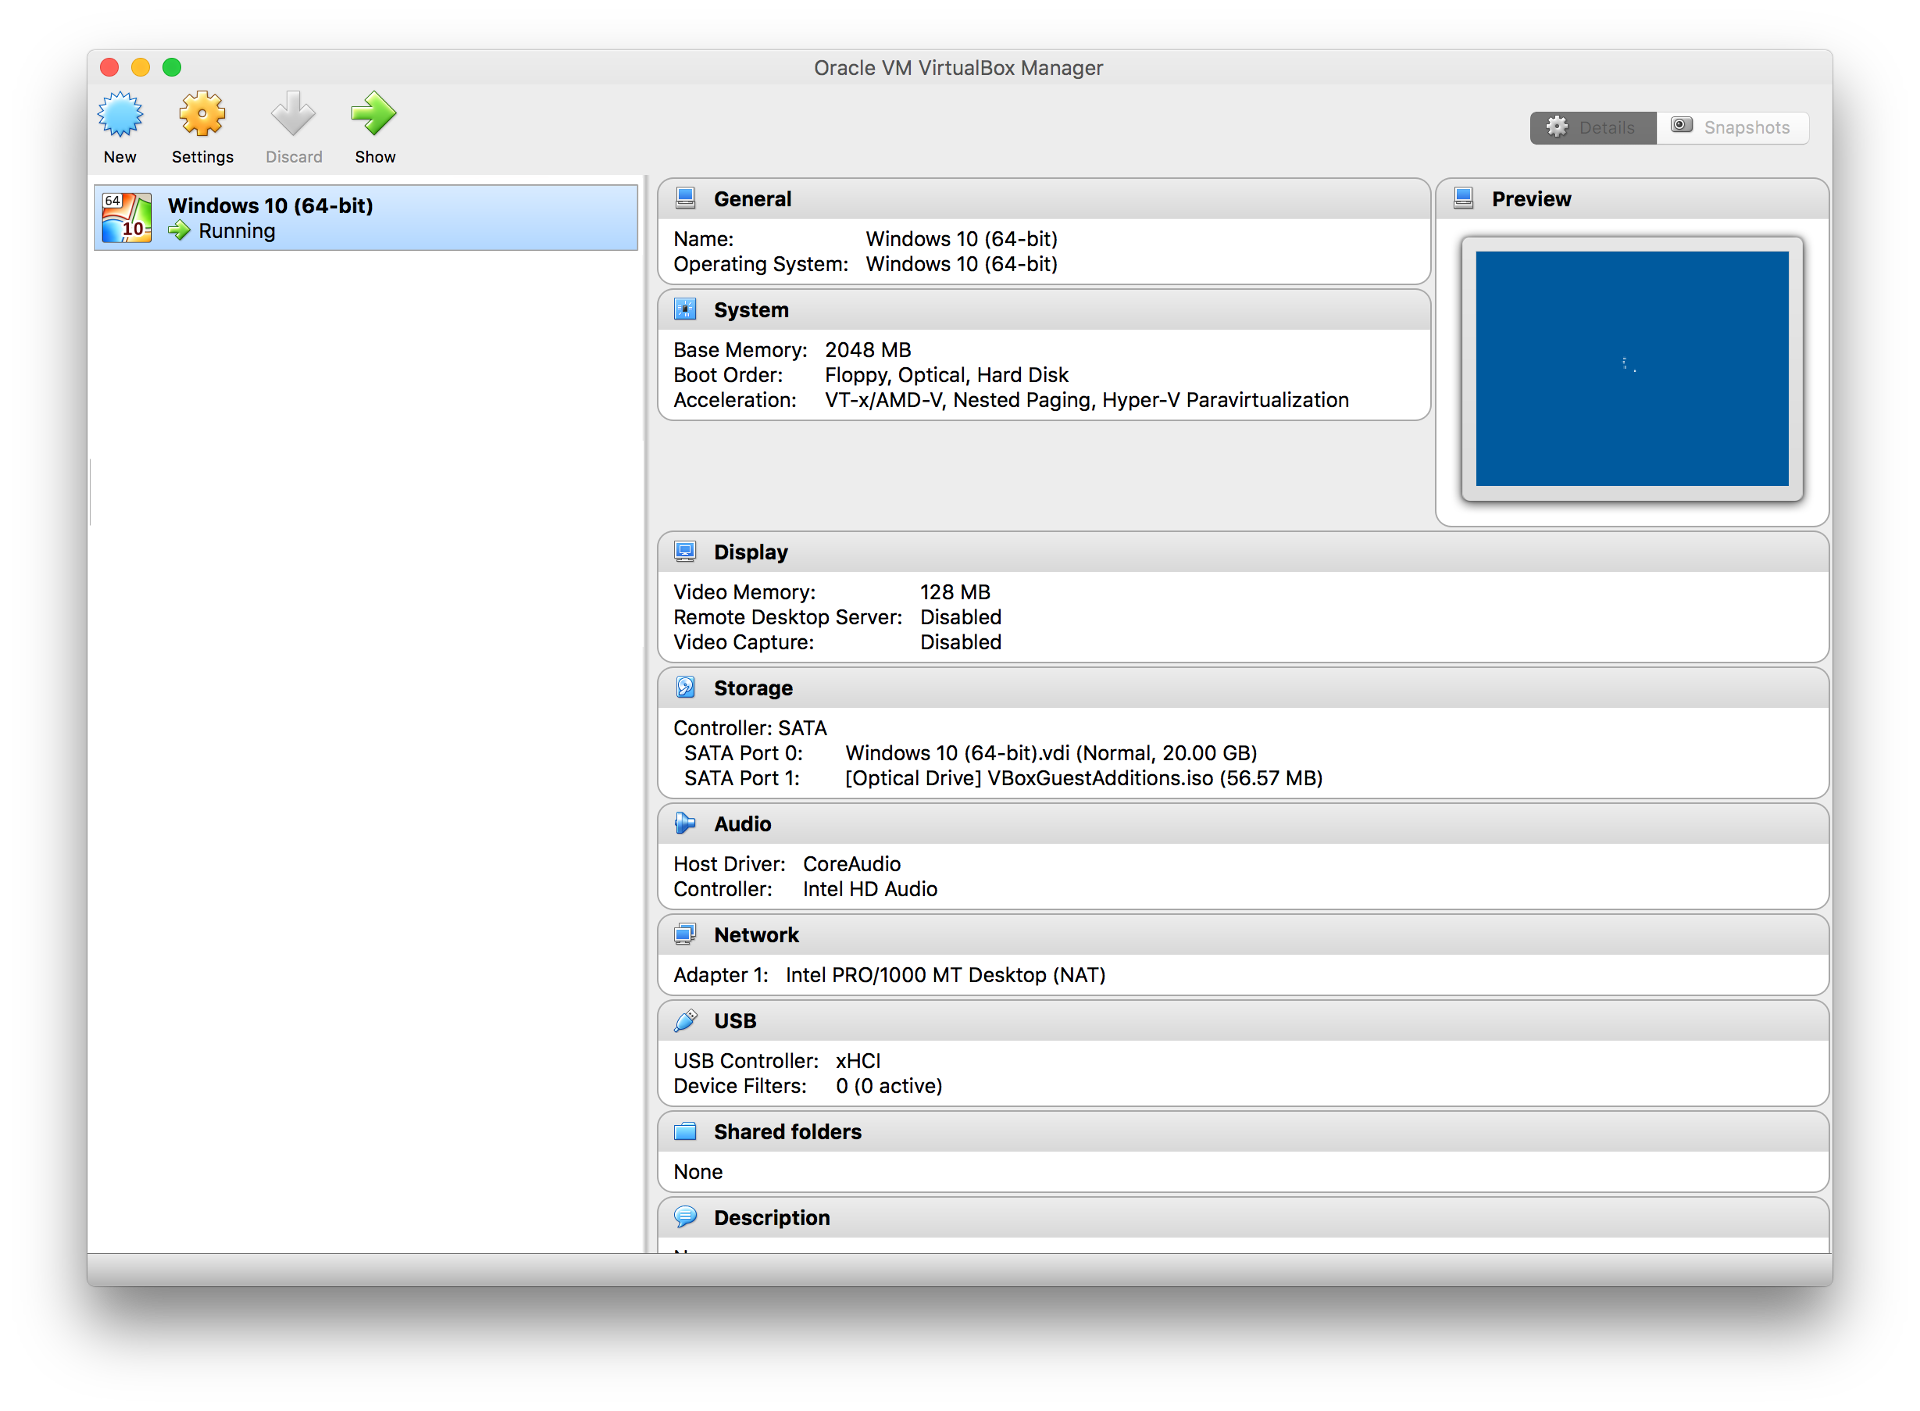 Oracle VM VirtualBox Manager
New Settings Discard Show
Details Snapshots
64
10
Windows 10 (64-bit)
Running
General
Name: Windows 10 (64-bit)
Operating System: Windows 10 (64-bit)
Preview
System
Base Memory: 2048 MB
Boot Order: Floppy, Optical, Hard Disk
Acceleration: VT-x/AMD-V, Nested Paging, Hyper-V Paravirtualization
Display
Video Memory: 128 MB
Remote Desktop Server: Disabled
Video Capture: Disabled
Storage
Controller: SATA
SATA Port 0: Windows 10 (64-bit).vdi (Normal, 20.00 GB)
SATA Port 1: [Optical Drive] VBoxGuestAdditions.iso (56.57 MB)
Audio
Host Driver: CoreAudio
Controller: Intel HD Audio
Network
Adapter 1: Intel PRO/1000 MT Desktop (NAT)
USB
USB Controller: xHCI
Device Filters: 0 (0 active)
Shared folders
None
Description